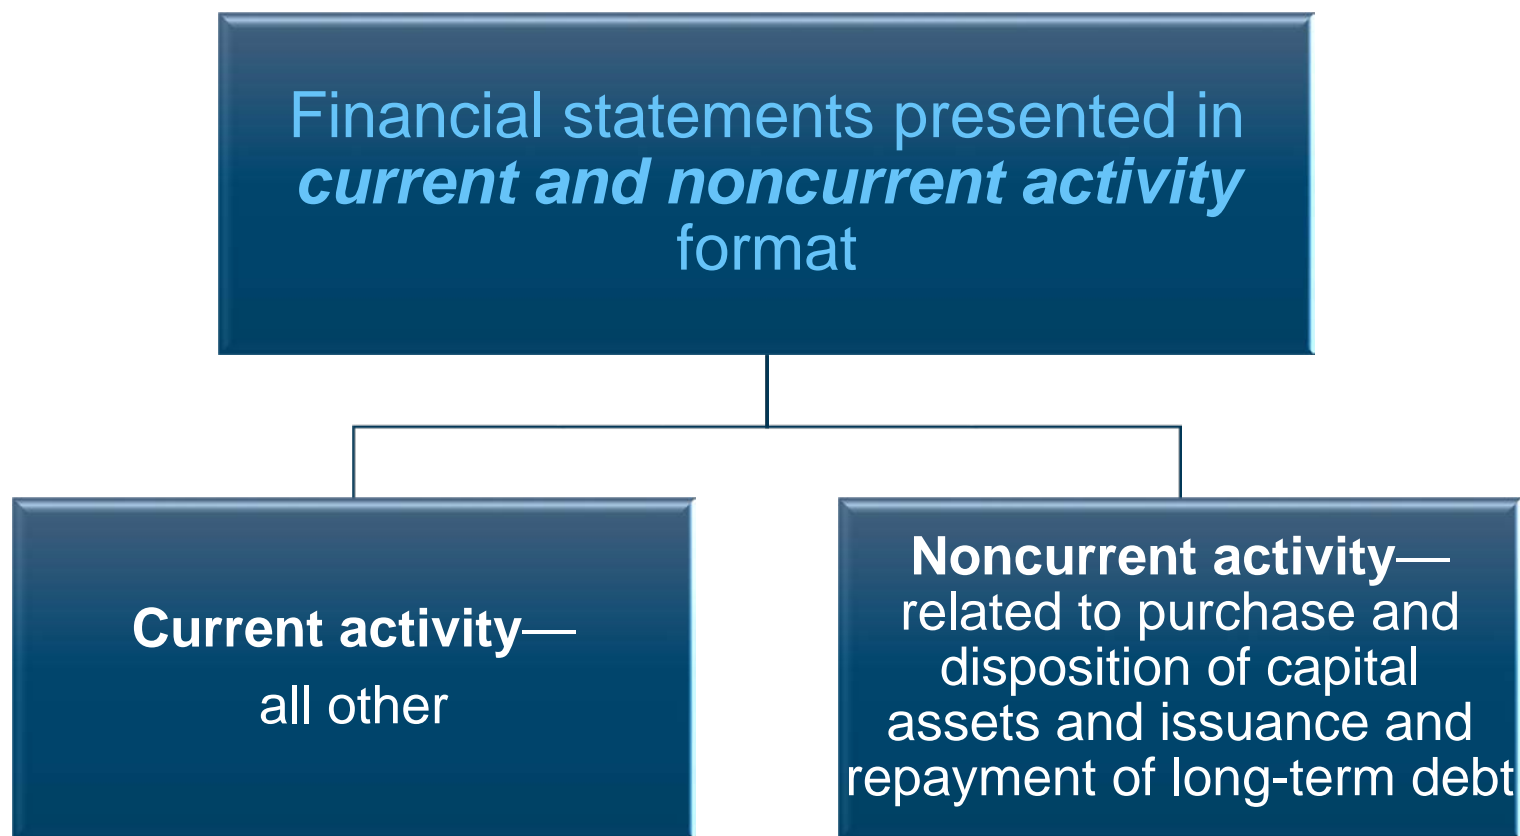 Financial statements presented in
current and noncurrent activity
format
Current activity—
all other
Noncurrent activity—
related to purchase and
disposition of capital
assets and issuance and
repayment of long-term debt